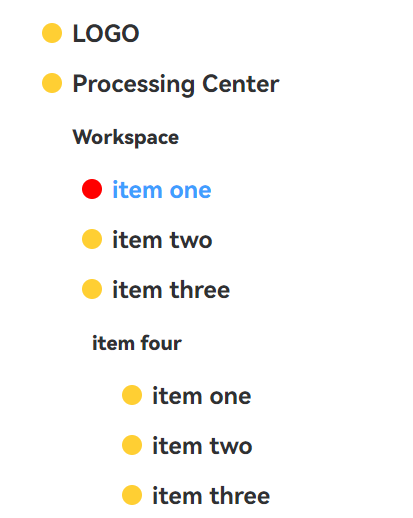 LOGO
Processing Center
Workspace
item one
item two
item three
item four
item one
item two
item three